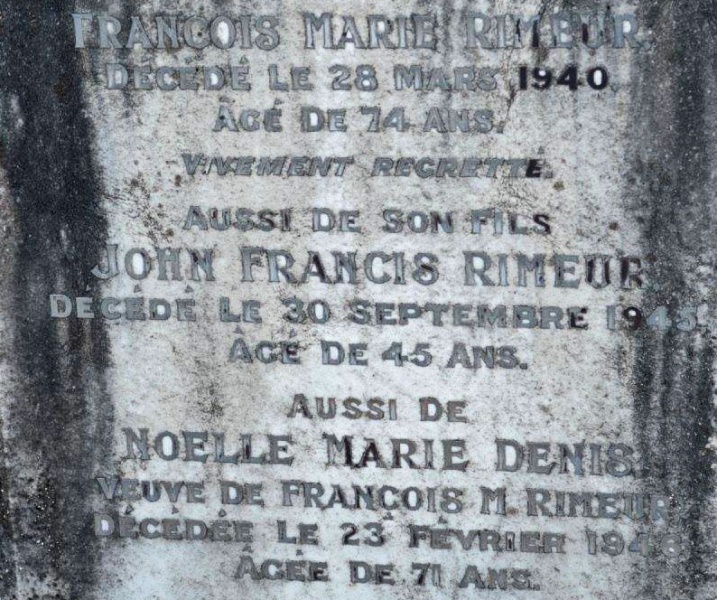 FRANÇOIS MARIE RIMEUR.
DÉCÉDÉ LE 28 MARS 1940.
ÂGÉ DE 74 ANS.
VIVEMENT REGRETTÉ.
AUSSI DE SON FILS
JOHN FRANCIS RIMEUR.
DÉCÉDÉ LE 30 SEPTEMBRE 1945
ÂGÉ DE 45 ANS.
AUSSI DE
NOELLE MARIE DENIS.
VEUVE DE FRANÇOIS M RIMEUR
DÉCÉDÉE LE 23 FÉVRIER
ÂGÉE DE 71 ANS.